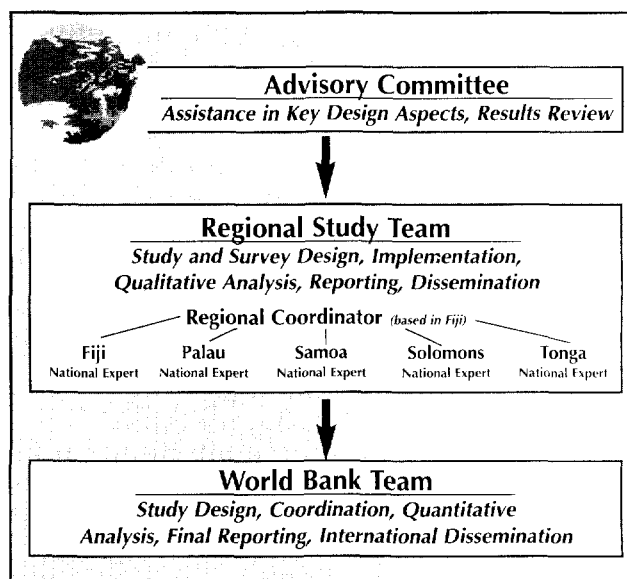 Advisory Committee
Assistance in Key Design Aspects, Results Review
Regional Study Team
Study and Survey Design, Implementation,
Qualitative Analysis, Reporting, Dissemination
Regional Coordinator (based in Fiji)
Fiji Palau Samoa Solomons Tonga
National Expert National Expert National Expert National Expert National Expert
World Bank Team
Study Design, Coordination, Quantitative
Analysis, Final Reporting, International Dissemination